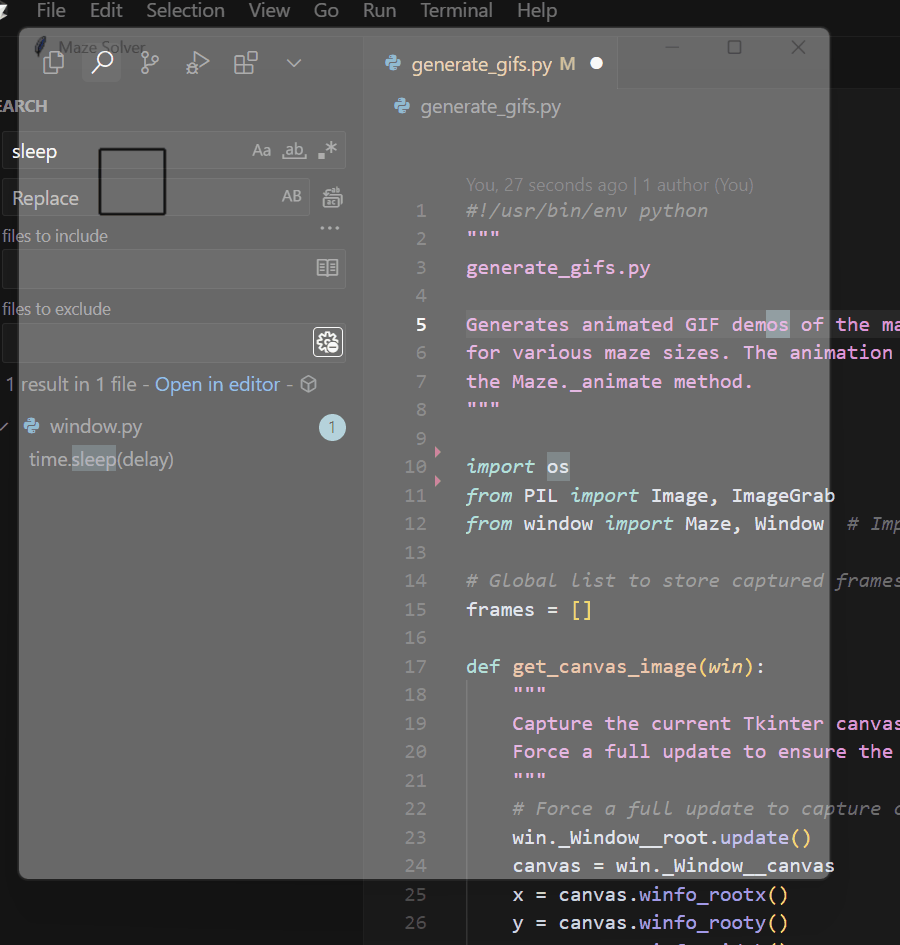 File Edit Selection View Go Run Terminal Help
Maze Solver
generate_gifs.py M
SEARCH
generate_gifs.py
sleep Aa ab
Replace AB
files to include
files to exclude
1 result in 1 file - Open in editor -
window.py 1
time.sleep(delay)
You, 27 seconds ago | 1 author (You)
1 #!/usr/bin/env python
2 """
3 generate_gifs.py
4
5 Generates animated GIF demos of the
6 for various maze sizes. The animation
7 the Maze._animate method.
8 """
9
10 import os
11 from PIL import Image, ImageGrab
12 from window import Maze, Window #
13
14 # Global list to store captured frames
15 frames = []
16
17 def get_canvas_image(win):
18 """
19 Capture the current Tkinter canvas
20 Force a full update to ensure the
21 """
22 # Force a full update to capture
23 win._Window__root.update()
24 canvas = win._Window__canvas
25 x = canvas.winfo_rootx()
26 y = canvas.winfo_rooty()